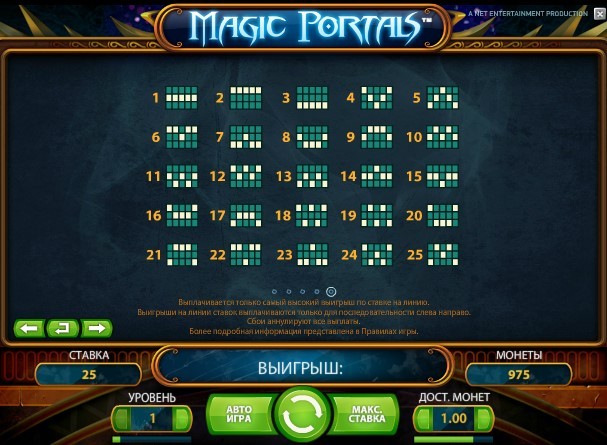 MAGIC PORTALS™
A NET ENTERTAINMENT PRODUCTION
1 2 3 4 5
6 7 8 9 10
11 12 13 14 15
16 17 18 19 20
21 22 23 24 25
Выплачивается только самый высокий выигрыш по ставке на линию.
Выигрыши на линии ставок выплачиваются только для последовательности слева направо.
Сбои аннулируют все выплаты.
Более подробная информация представлена в Правилах игры.
СТАВКА
25
ВЫИГРЫШ:
МОНЕТЫ
975
УРОВЕНЬ
1
АВТО
ИГРА
МАКС.
СТАВКА
ДОСТ. МОНЕТ
1.00